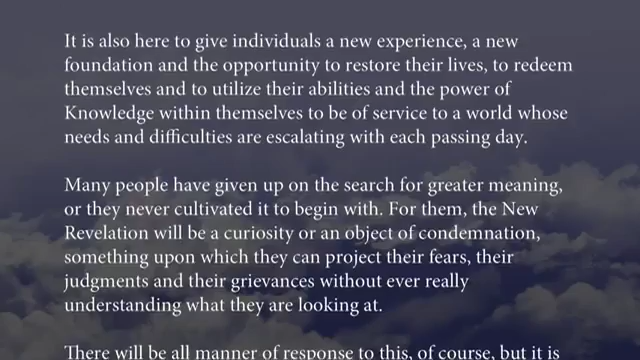 It is also here to give individuals a new experience, a new
foundation and the opportunity to restore their lives, to redeem
themselves and to utilize their abilities and the power of
Knowledge within themselves to be of service to a world whose
needs and difficulties are escalating with each passing day.
Many people have given up on the search for greater meaning,
or they never cultivated it to begin with. For them, the New
Revelation will be a curiosity or an object of condemnation,
something upon which they can project their fears, their
judgments and their grievances without ever really
understanding what they are looking at.
There will be all manner of response to this, of course, but it is